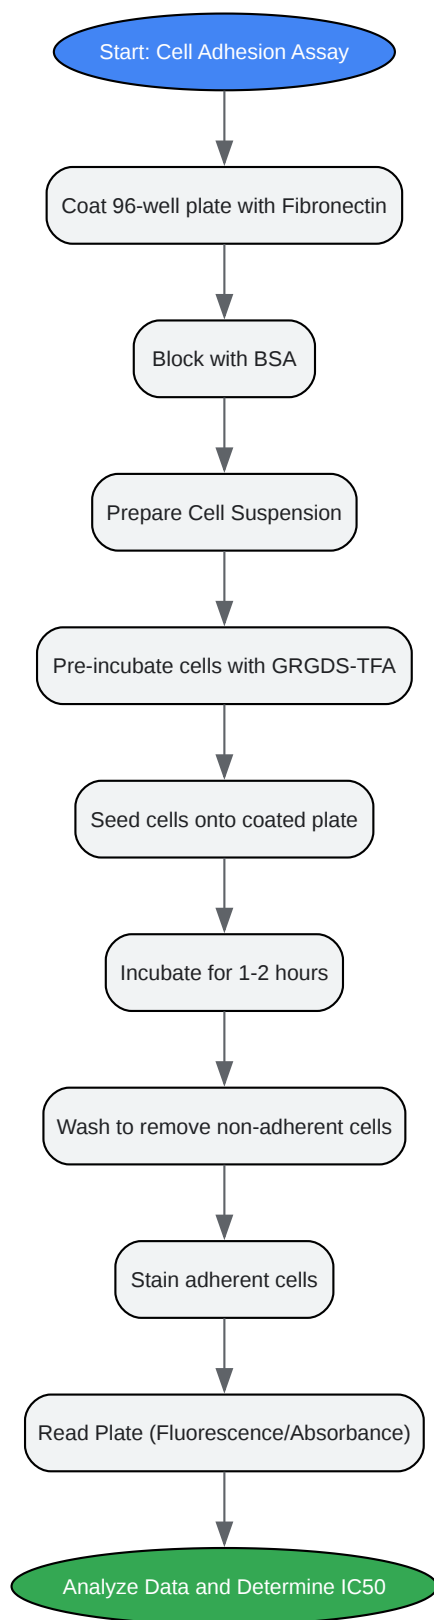 Start: Cell Adhesion Assay
Coat 96-well plate with Fibronectin
Block with BSA
Prepare Cell Suspension
Pre-incubate cells with GRGDS-TFA
Seed cells onto coated plate
Incubate for 1-2 hours
Wash to remove non-adherent cells
Stain adherent cells
Read Plate (Fluorescence/Absorbance)
Analyze Data and Determine IC50